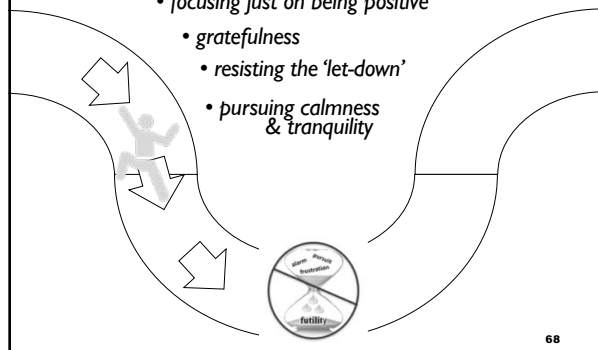 • focusing just on being positive
• gratefulness
• resisting the ‘let-down’
• pursuing calmness
& tranquility
alarm pursuit
frustration
futility
68